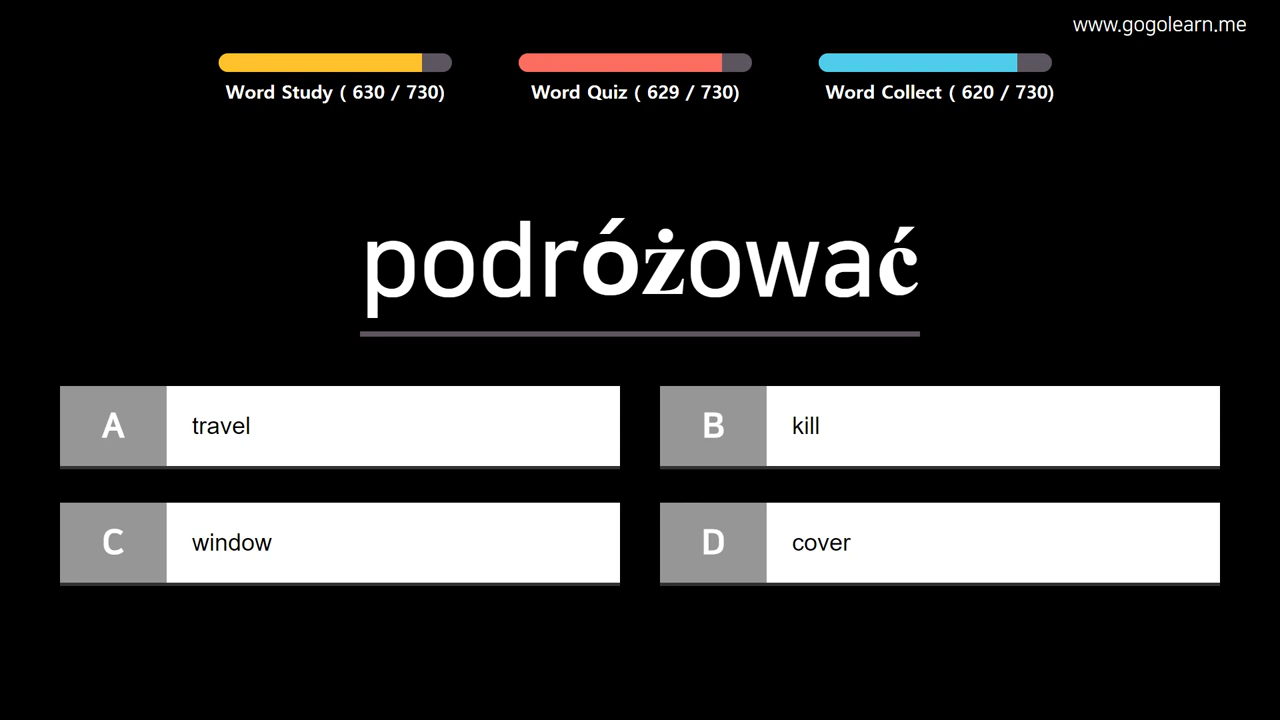 www.gogolearn.me
Word Study ( 630 / 730)
Word Quiz ( 629 / 730)
Word Collect ( 620 / 730)
podróżować
A travel
B kill
C window
D cover